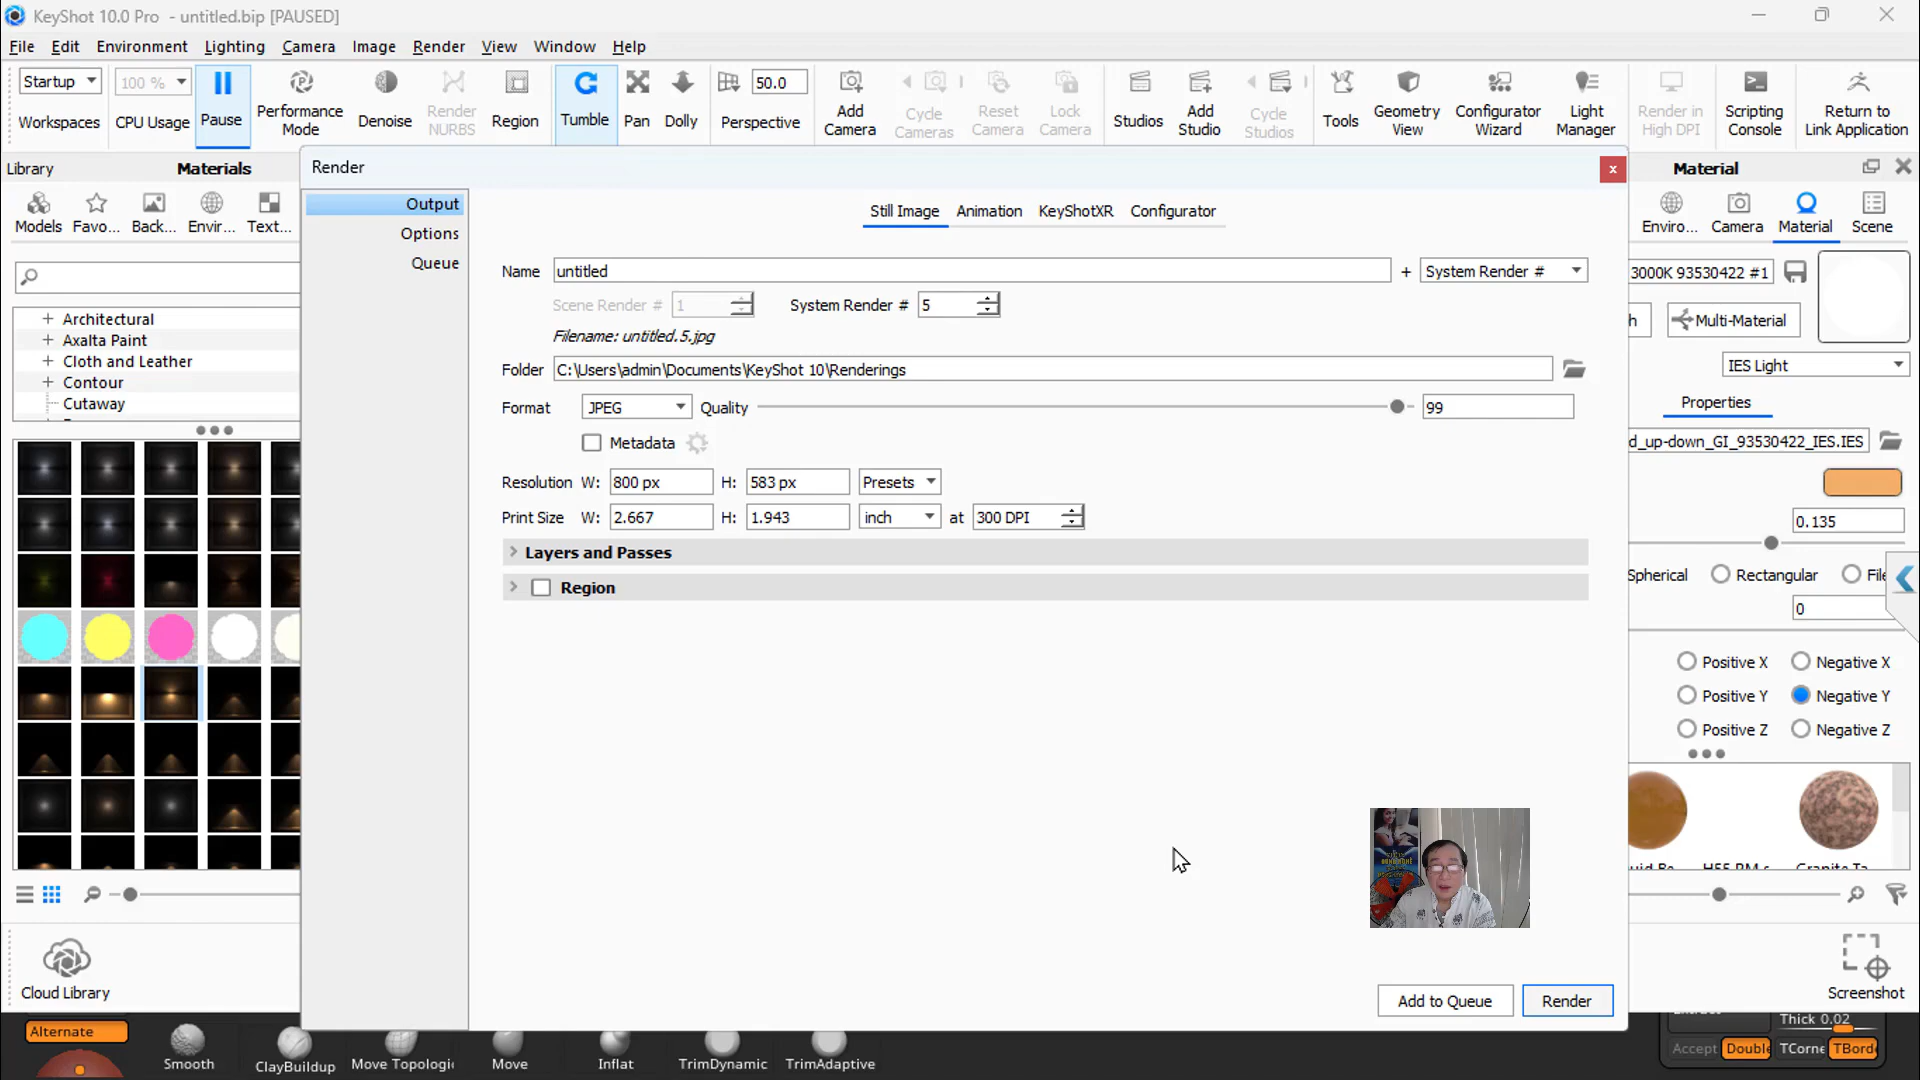 KeyShot 10.0 Pro - untitled.bip [PAUSED]
File Edit Environment Lighting Camera Image Render View Window Help
Startup 100 % 50.0
Workspaces CPU Usage Pause Performance Mode Denoise Render NURBS Region Tumble Pan Dolly Perspective Add Camera Cycle Cameras Reset Camera Lock Camera Studios Add Studio Cycle Studios Tools Geometry View Configurator Wizard Light Manager Render in High DPI Scripting Console Return to Link Application
Library Materials
Models Favo... Back... Envir... Text...
Architectural
Axalta Paint
Cloth and Leather
Contour
Cutaway
Cloud Library
Render
Output
Options
Queue
Still Image Animation KeyShotXR Configurator
Name untitled + System Render #
Scene Render # 1 System Render # 5
Filename: untitled.5.jpg
Folder C:\Users\admin\Documents\KeyShot 10\Renderings
Format JPEG Quality 99
Metadata
Resolution W: 800 px H: 583 px Presets
Print Size W: 2.667 H: 1.943 inch at 300 DPI
Layers and Passes
Region
Add to Queue Render
Material
Enviro... Camera Material Scene
3000K 93530422 #1
h Multi-Material
IES Light
Properties
d_up-down_GI_93530422_IES.IES
0.135
Spherical Rectangular File
0
Positive X Negative X
Positive Y Negative Y
Positive Z Negative Z
Screenshot
Alternate
Smooth ClayBuildup Move Topologi Move Inflat TrimDynamic TrimAdaptive
Thick 0.02
Accept Double TCorne TBord